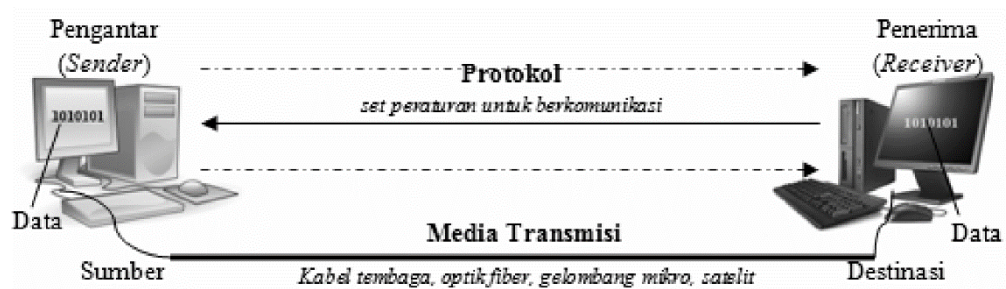 Pengantar
(Sender)
Penerima
(Receiver)
Protokol
set peraturan untuk berkomunikasi
1010101
1010101
Data
Data
Media Transmisi
Sumber
Destinasi
Kabel tembaga, optik fiber, gelombang mikro, satelit